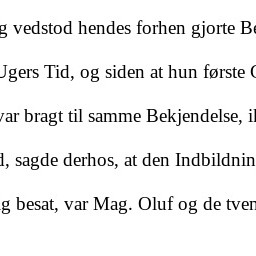 g vedstod hendes forhen gjorte Be
Ugers Tid, og siden at hun første
var bragt til samme Bekjendelse, i
d, sagde derhos, at den Indbildnin
g besat, var Mag. Oluf og de tven